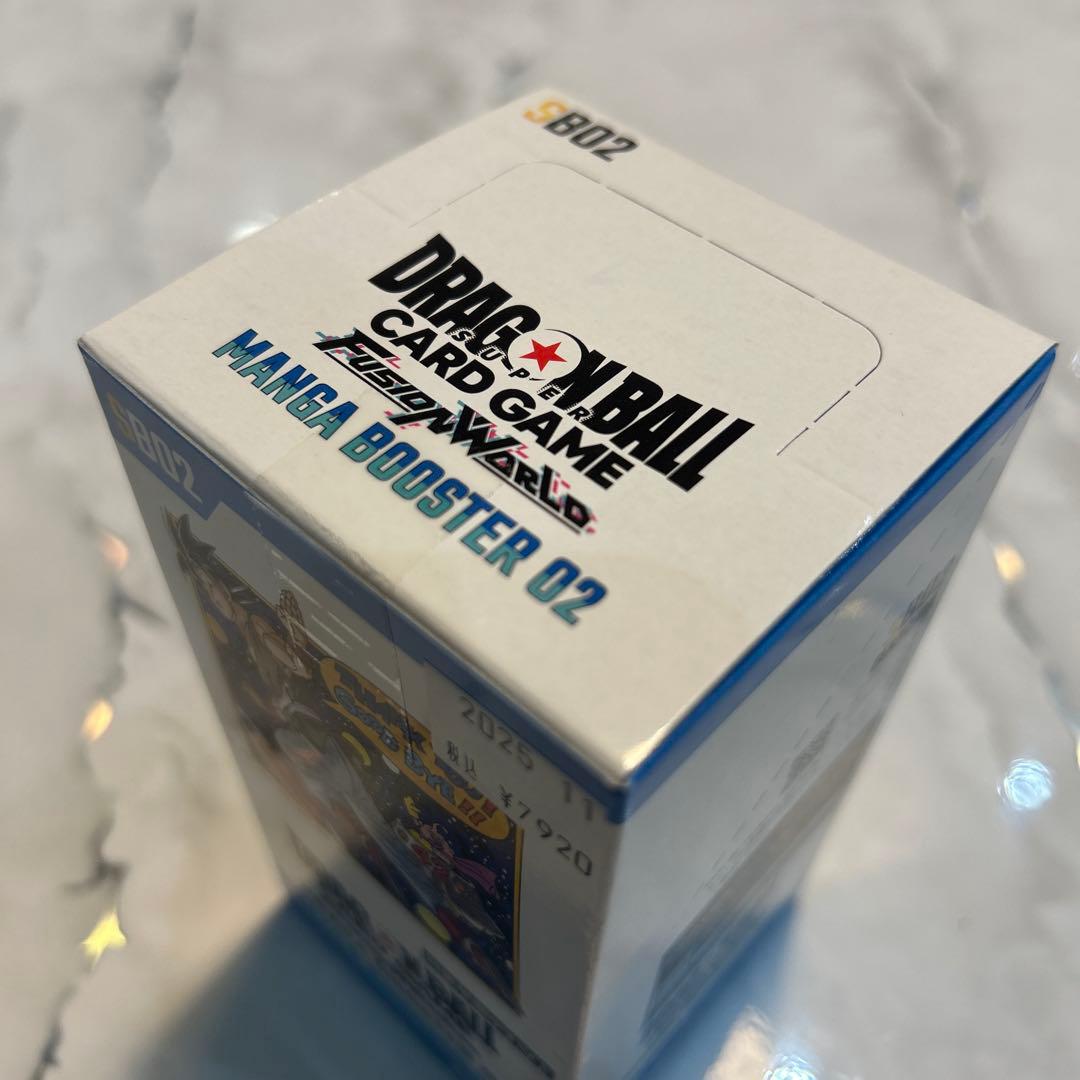 SB02
DRAGON BALL
SUPER
CARD GAME
FUSION WORLD
MANGA BOOSTER 02
SB02
2025 11
税込 ¥7920